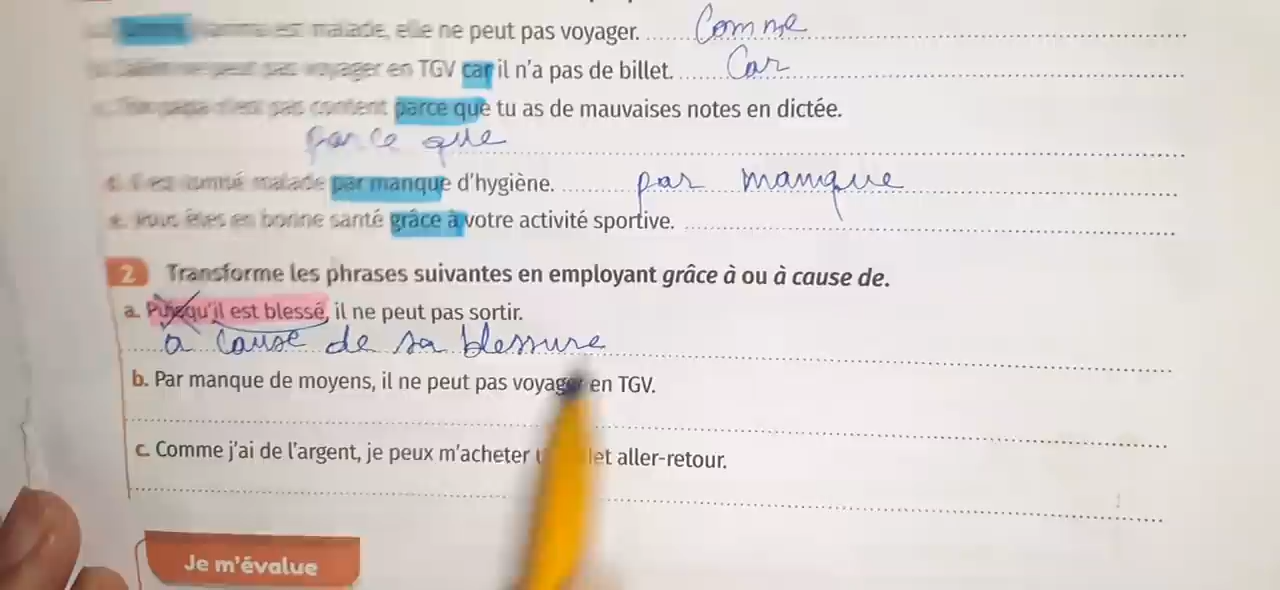 est malade, elle ne peut pas voyager. Comme
voyager en TGV car il n'a pas de billet. Car
pas content parce que tu as de mauvaises notes en dictée.
parce que
malade par manque d'hygiène. par manque
e. Vous êtes en bonne santé grâce à votre activité sportive.
2 Transforme les phrases suivantes en employant grâce à ou à cause de.
a. Puisqu'il est blessé, il ne peut pas sortir.
a cause de sa blessure
b. Par manque de moyens, il ne peut pas voyager en TGV.
c. Comme j'ai de l'argent, je peux m'acheter aller-retour.
Je m'évalue